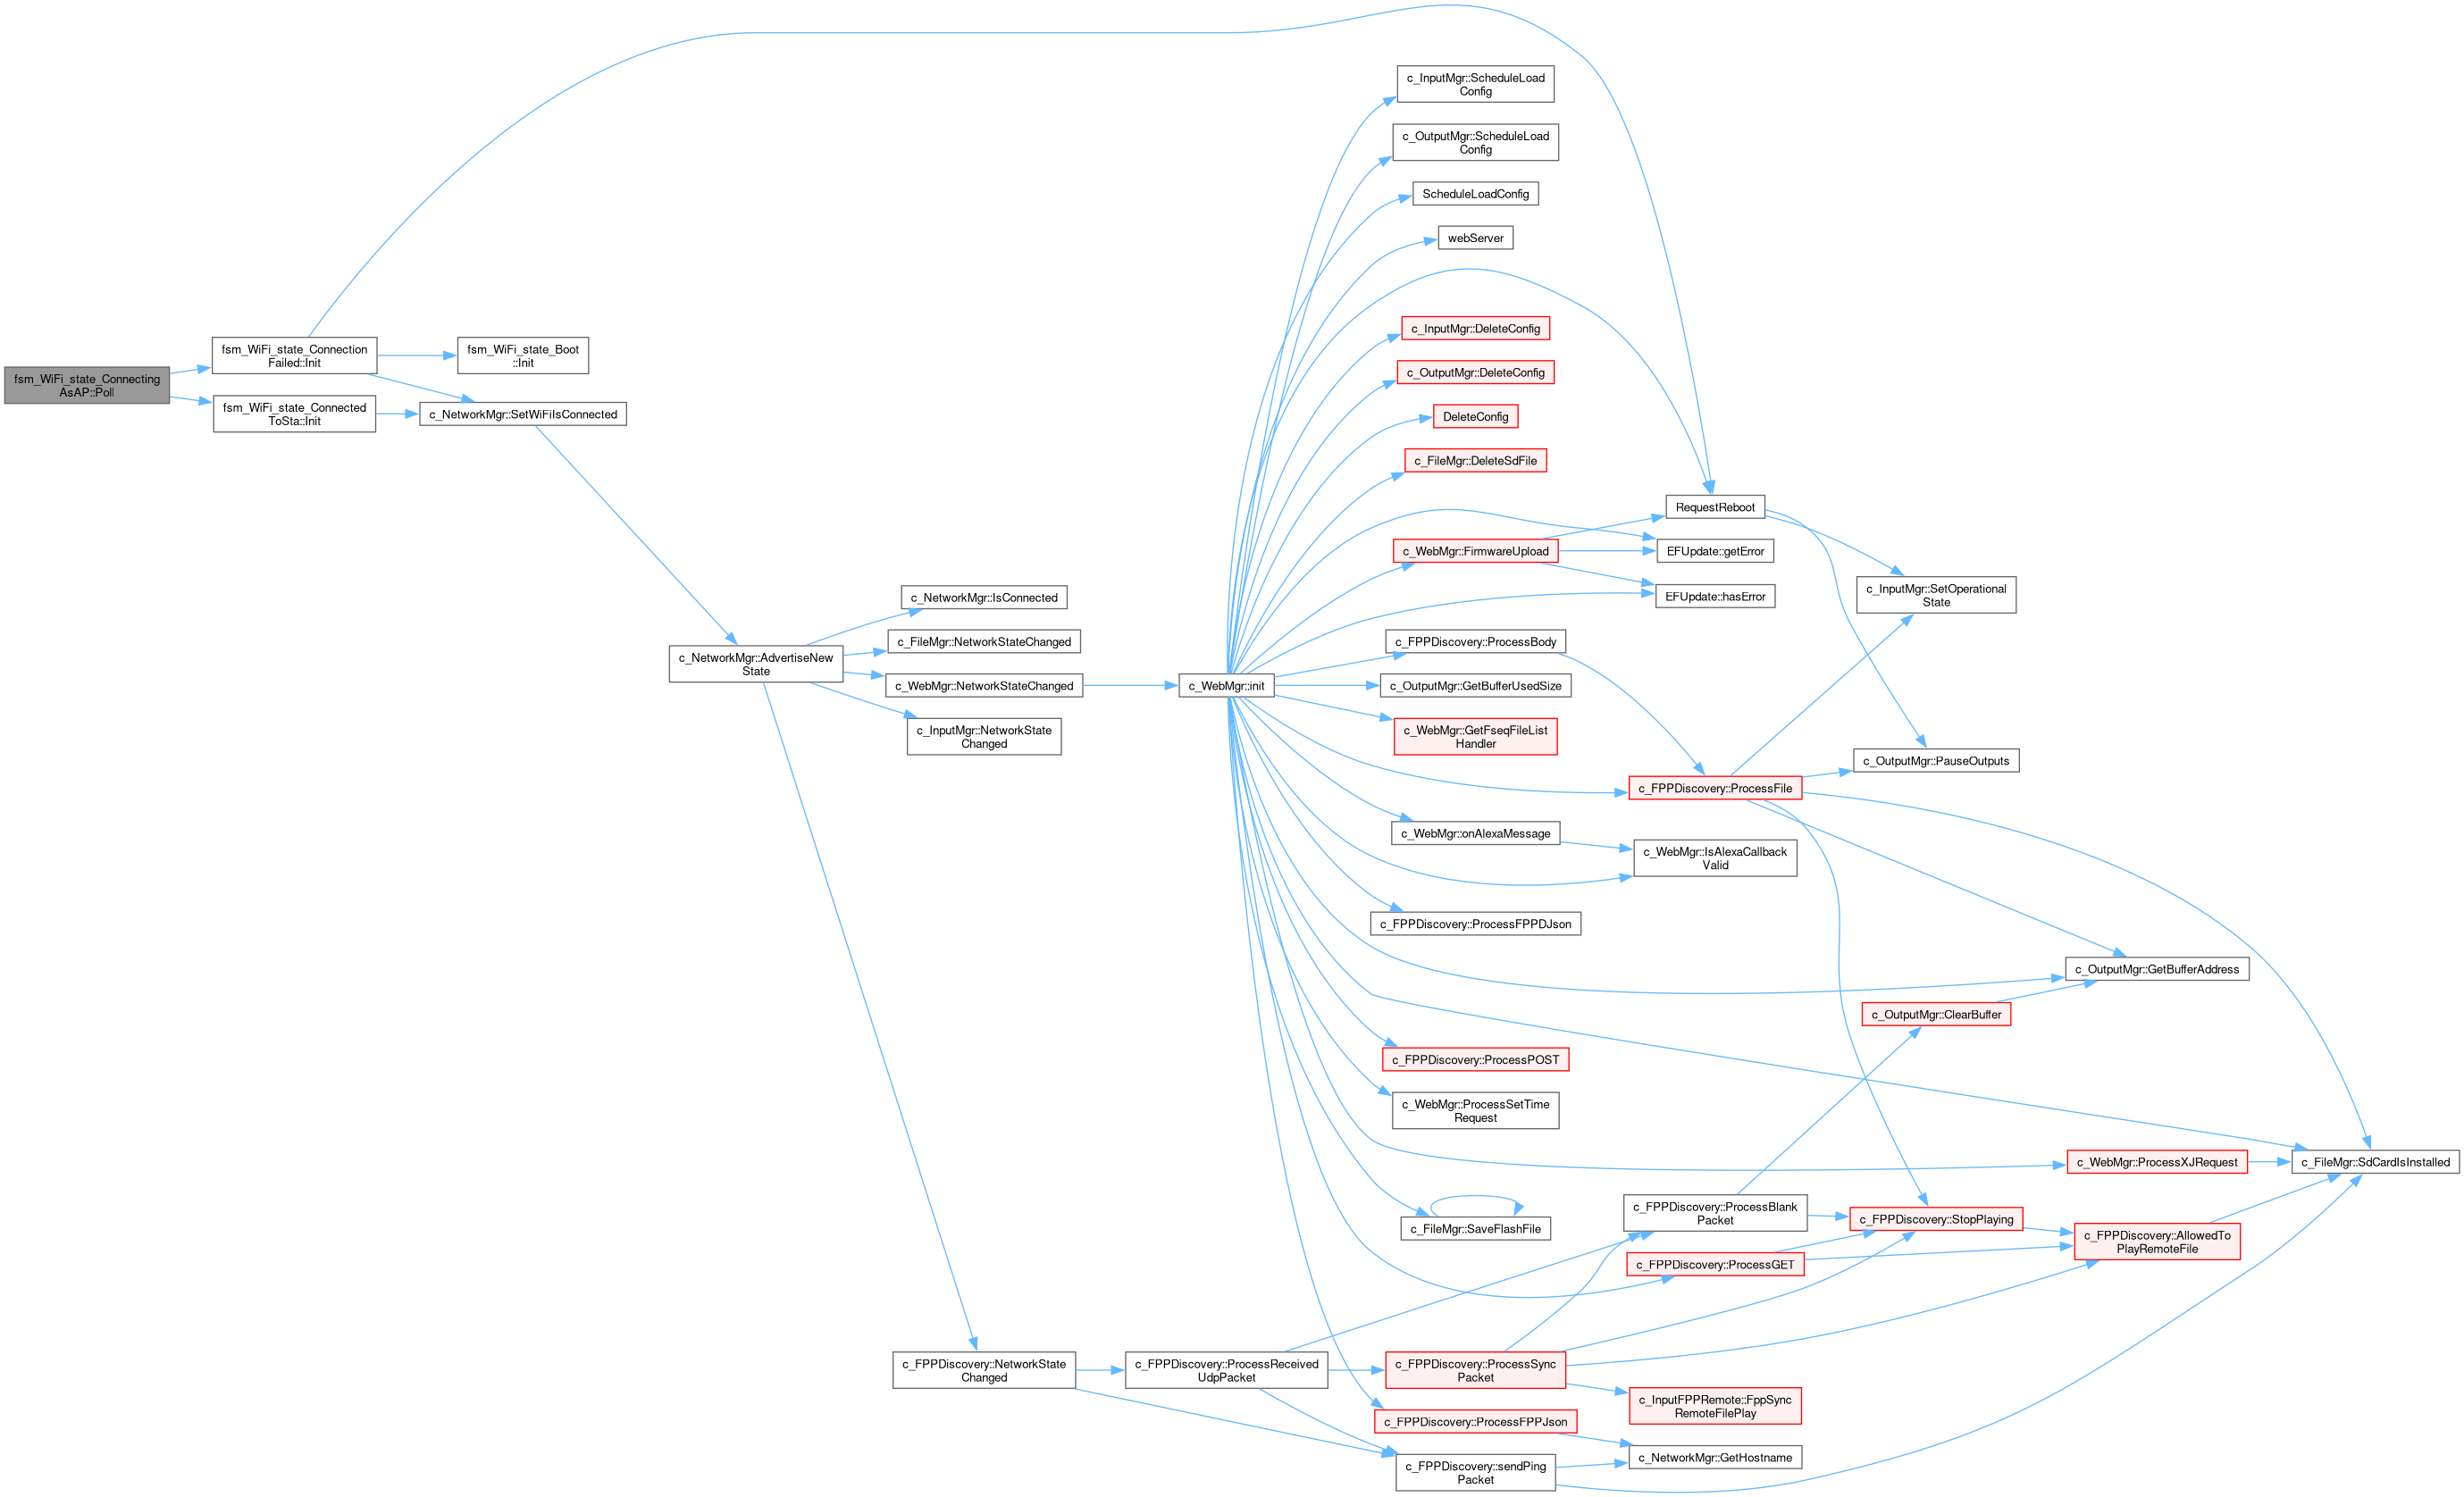 fsm_WiFi_state_Connecting
AsAP::Poll
fsm_WiFi_state_Connection
Failed::Init
fsm_WiFi_state_Connected
ToSta::Init
fsm_WiFi_state_Boot
::Init
c_NetworkMgr::SetWiFiIsConnected
c_NetworkMgr::AdvertiseNew
State
c_NetworkMgr::IsConnected
c_FileMgr::NetworkStateChanged
c_WebMgr::NetworkStateChanged
c_InputMgr::NetworkState
Changed
c_FPPDiscovery::NetworkState
Changed
c_WebMgr::init
c_FPPDiscovery::ProcessReceived
UdpPacket
c_InputMgr::ScheduleLoad
Config
c_OutputMgr::ScheduleLoad
Config
ScheduleLoadConfig
webServer
c_InputMgr::DeleteConfig
c_OutputMgr::DeleteConfig
DeleteConfig
c_FileMgr::DeleteSdFile
c_WebMgr::FirmwareUpload
c_FPPDiscovery::ProcessBody
c_OutputMgr::GetBufferUsedSize
c_WebMgr::GetFseqFileList
Handler
c_WebMgr::onAlexaMessage
c_FPPDiscovery::ProcessFPPDJson
c_FPPDiscovery::ProcessPOST
c_WebMgr::ProcessSetTime
Request
c_FileMgr::SaveFlashFile
c_FPPDiscovery::ProcessSync
Packet
c_FPPDiscovery::ProcessFPPJson
c_FPPDiscovery::sendPing
Packet
RequestReboot
EFUpdate::getError
EFUpdate::hasError
c_FPPDiscovery::ProcessFile
c_WebMgr::IsAlexaCallback
Valid
c_FPPDiscovery::ProcessBlank
Packet
c_FPPDiscovery::ProcessGET
c_InputFPPRemote::FppSync
RemoteFilePlay
c_NetworkMgr::GetHostname
c_InputMgr::SetOperational
State
c_OutputMgr::PauseOutputs
c_OutputMgr::ClearBuffer
c_FPPDiscovery::StopPlaying
c_OutputMgr::GetBufferAddress
c_WebMgr::ProcessXJRequest
c_FPPDiscovery::AllowedTo
PlayRemoteFile
c_FileMgr::SdCardIsInstalled